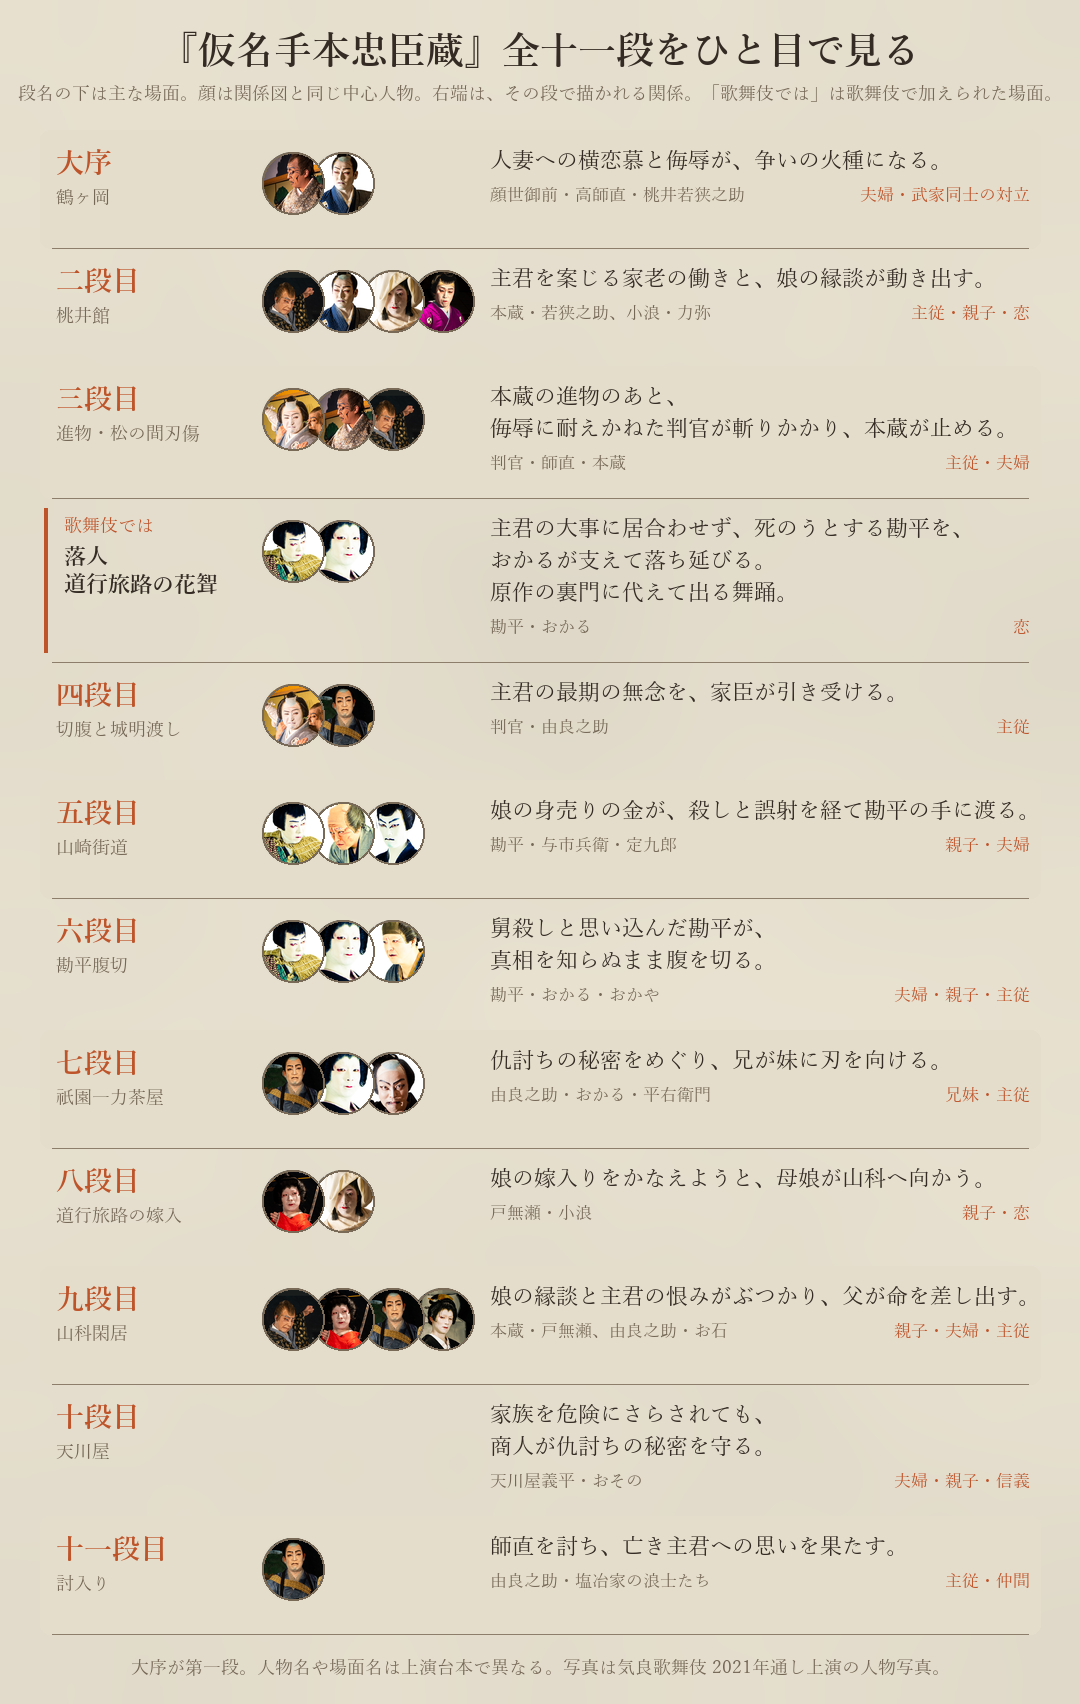 『仮名手本忠臣蔵』全十一段をひと目で見る
段名の下は主な場面。顔は関係図と同じ中心人物。右端は、その段で描かれる関係。「歌舞伎では」は歌舞伎で加えられた場面。
大序
鶴ヶ岡
人妻への横恋慕と侮辱が、争いの火種になる。
顔世御前・高師直・桃井若狭之助
夫婦・武家同士の対立
二段目
桃井館
主君を案じる家老の働きと、娘の縁談が動き出す。
本蔵・若狭之助、小浪・力弥
主従・親子・恋
三段目
進物・松の間刃傷
本蔵の進物のあと、
侮辱に耐えかねた判官が斬りかかり、本蔵が止める。
判官・師直・本蔵
主従・夫婦
歌舞伎では
落人
道行旅路の花聟
主君の大事に居合わせず、死のうとする勘平を、
おかるが支えて落ち延びる。
原作の裏門に代えて出る舞踊。
勘平・おかる
恋
四段目
切腹と城明渡し
主君の最期の無念を、家臣が引き受ける。
判官・由良之助
主従
五段目
山崎街道
娘の身売りの金が、殺しと誤射を経て勘平の手に渡る。
勘平・与市兵衛・定九郎
親子・夫婦
六段目
勘平腹切
舅殺しと思い込んだ勘平が、
真相を知らぬまま腹を切る。
勘平・おかる・おかや
夫婦・親子・主従
七段目
祇園一力茶屋
仇討ちの秘密をめぐり、兄が妹に刃を向ける。
由良之助・おかる・平右衛門
兄妹・主従
八段目
道行旅路の嫁入
娘の嫁入りをかなえようと、母娘が山科へ向かう。
戸無瀬・小浪
親子・恋
九段目
山科閑居
娘の縁談と主君の恨みがぶつかり、父が命を差し出す。
本蔵・戸無瀬、由良之助・お石
親子・夫婦・主従
十段目
天川屋
家族を危険にさらされても、
商人が仇討ちの秘密を守る。
天川屋義平・おその
夫婦・親子・信義
十一段目
討入り
師直を討ち、亡き主君への思いを果たす。
由良之助・塩冶家の浪士たち
主従・仲間
大序が第一段。人物名や場面名は上演台本で異なる。写真は気良歌舞伎 2021年通し上演の人物写真。